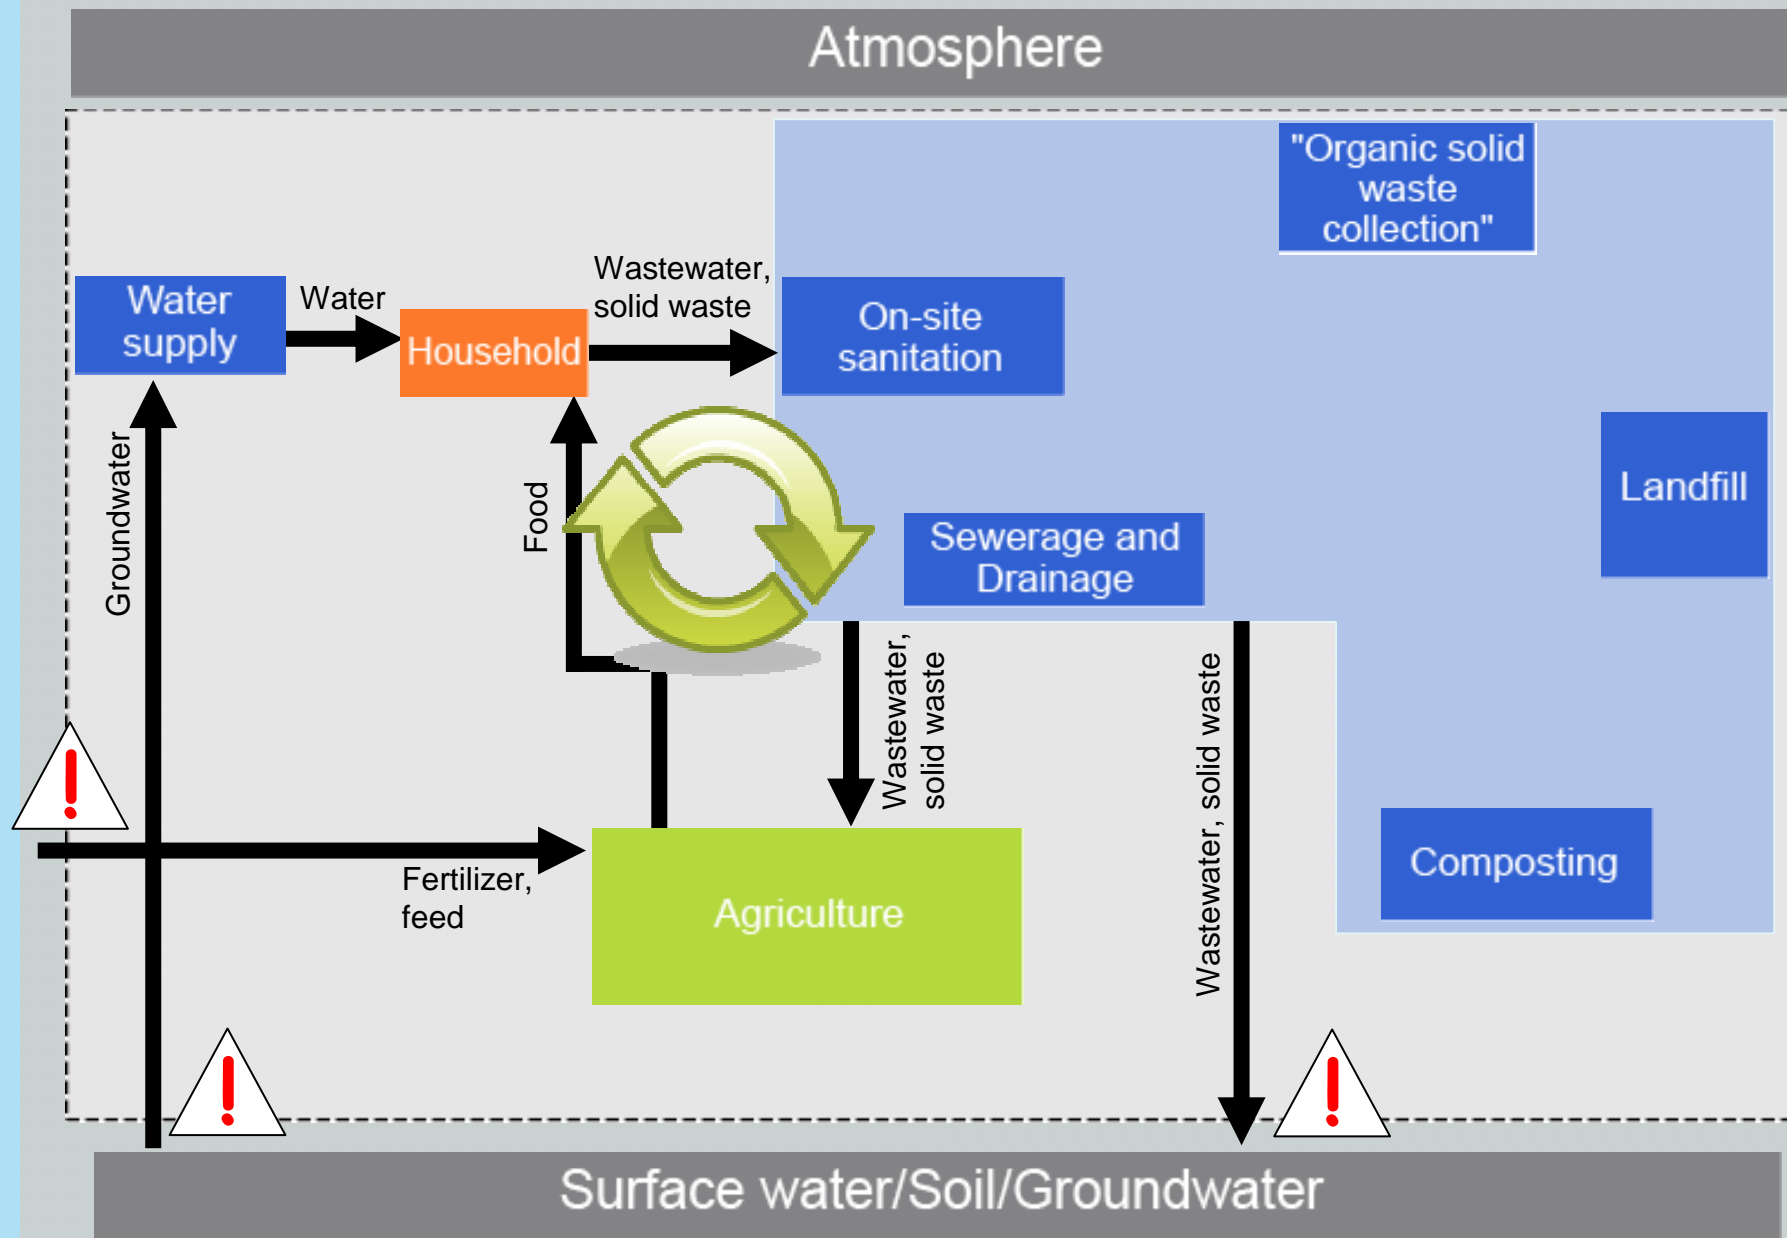 Atmosphere
"Organic solid
waste
collection"
Wastewater,
solid waste
Water
supply
Water
Household
On-site
sanitation
Groundwater
Food
Landfill
Sewerage and
Drainage
Wastewater,
solid waste
Wastewater, solid waste
Fertilizer,
feed
Agriculture
Composting
Surface water/Soil/Groundwater